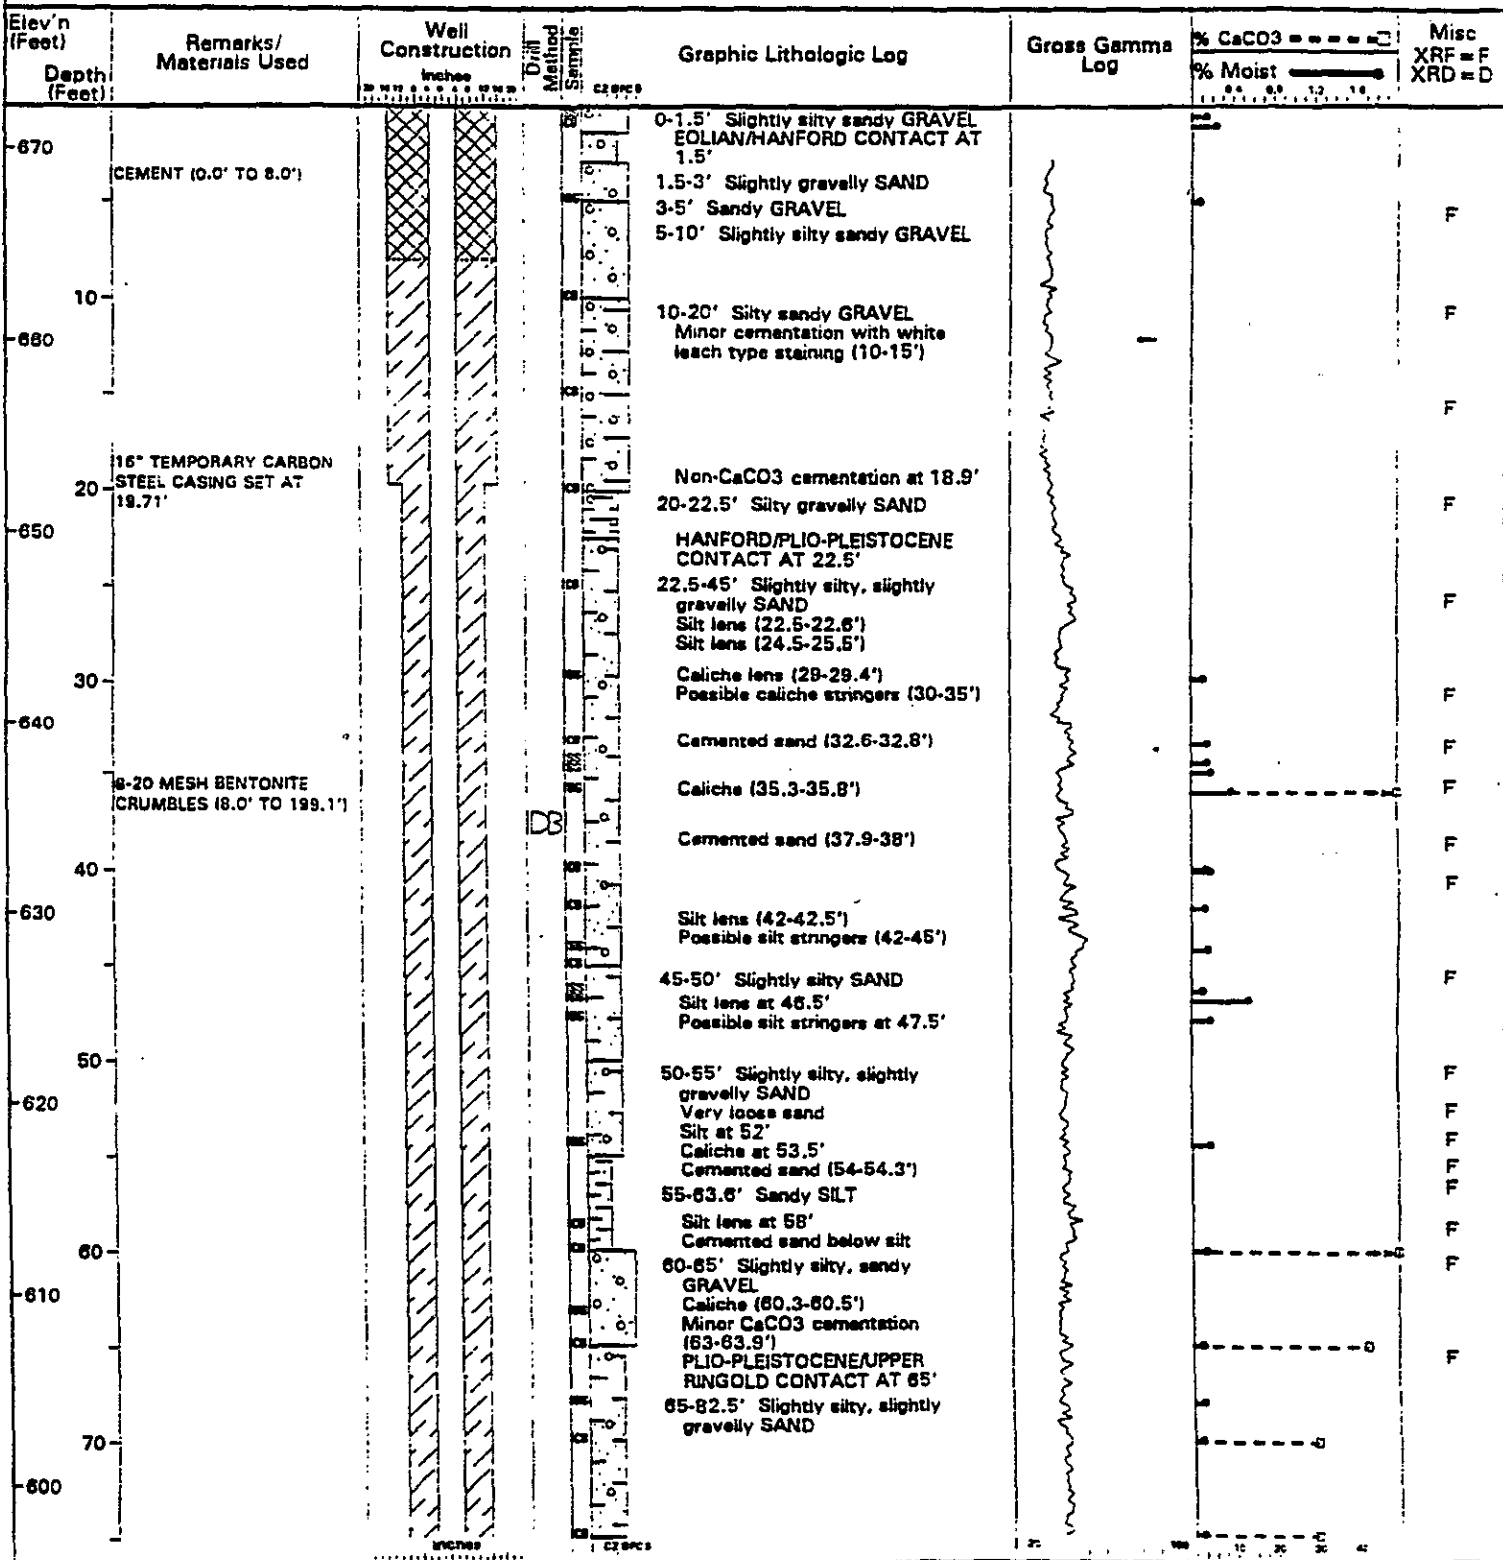 Elev'n
(Feet)
Depth
(Feet)
Remarks/
Materials Used
Well
Construction
Inches
Drill
Method
Sample
Graphic Lithologic Log
Gross Gamma
Log
% CaCO3
% Moist
0.4 0.8 1.2 1.6
Misc
XRF = F
XRD = D
0-1.5' Slightly silty sandy GRAVEL
EOLIAN/HANFORD CONTACT AT
1.5'
670
CEMENT (0.0' TO 8.0')
1.5-3' Slightly gravelly SAND
3-5' Sandy GRAVEL
F
5-10' Slightly silty sandy GRAVEL
10
10-20' Silty sandy GRAVEL
F
Minor cementation with white
660
leach type staining (10-15')
F
16" TEMPORARY CARBON
STEEL CASING SET AT
19.71'
Non-CaCO3 cementation at 18.9'
20
20-22.5' Silty gravelly SAND
F
650
HANFORD/PLIO-PLEISTOCENE
CONTACT AT 22.5'
22.5-45' Slightly silty, slightly
gravelly SAND
F
Silt lens (22.5-22.6')
Silt lens (24.5-25.5')
30
Caliche lens (29-29.4')
Possible caliche stringers (30-35')
F
640
Cemented sand (32.6-32.8')
F
8-20 MESH BENTONITE
CRUMBLES (8.0' TO 199.1')
Caliche (35.3-35.8')
F
DB
Cemented sand (37.9-38')
F
40
F
630
Silt lens (42-42.5')
Possible silt stringers (42-45')
45-50' Slightly silty SAND
F
Silt lens at 46.5'
Possible silt stringers at 47.5'
50
50-55' Slightly silty, slightly
gravelly SAND
F
620
Very loose sand
F
Silt at 52'
F
Caliche at 53.5'
Cemented sand (54-54.3')
F
55-63.6' Sandy SILT
F
Silt lens at 58'
F
Cemented sand below silt
60
60-65' Slightly silty, sandy
GRAVEL
F
610
Caliche (60.3-60.5')
Minor CaCO3 cementation
(63-63.9')
PLIO-PLEISTOCENE/UPPER
RINGOLD CONTACT AT 65'
F
65-82.5' Slightly silty, slightly
gravelly SAND
70
600
Inches
10 20 30 40